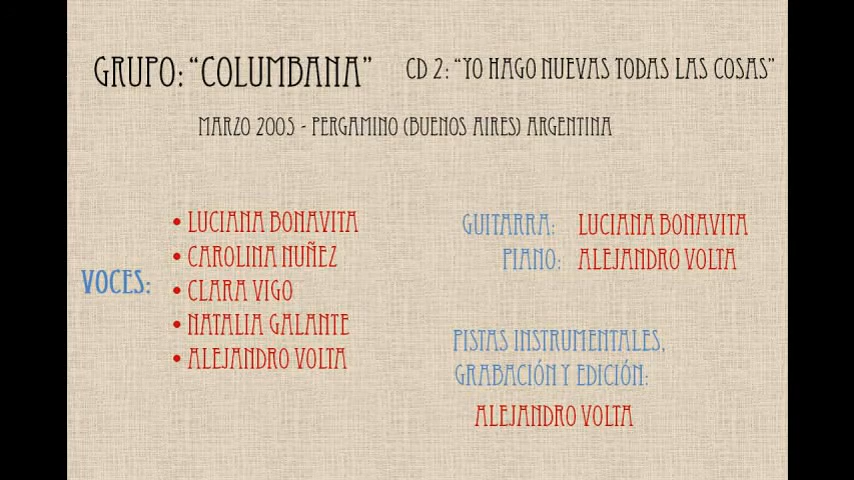 GRUPO: “COLUMBANA” CD 2: “YO HAGO NUEVAS TODAS LAS COSAS”
MARZO 2005 - PERGAMINO (BUENOS AIRES) ARGENTINA
VOCES:
• LUCIANA BONAVITA
• CAROLINA NUÑEZ
• CLARA VIGO
• NATALIA GALANTE
• ALEJANDRO VOLTA
GUITARRA: LUCIANA BONAVITA
PIANO: ALEJANDRO VOLTA
PISTAS INSTRUMENTALES,
GRABACIÓN Y EDICIÓN:
ALEJANDRO VOLTA